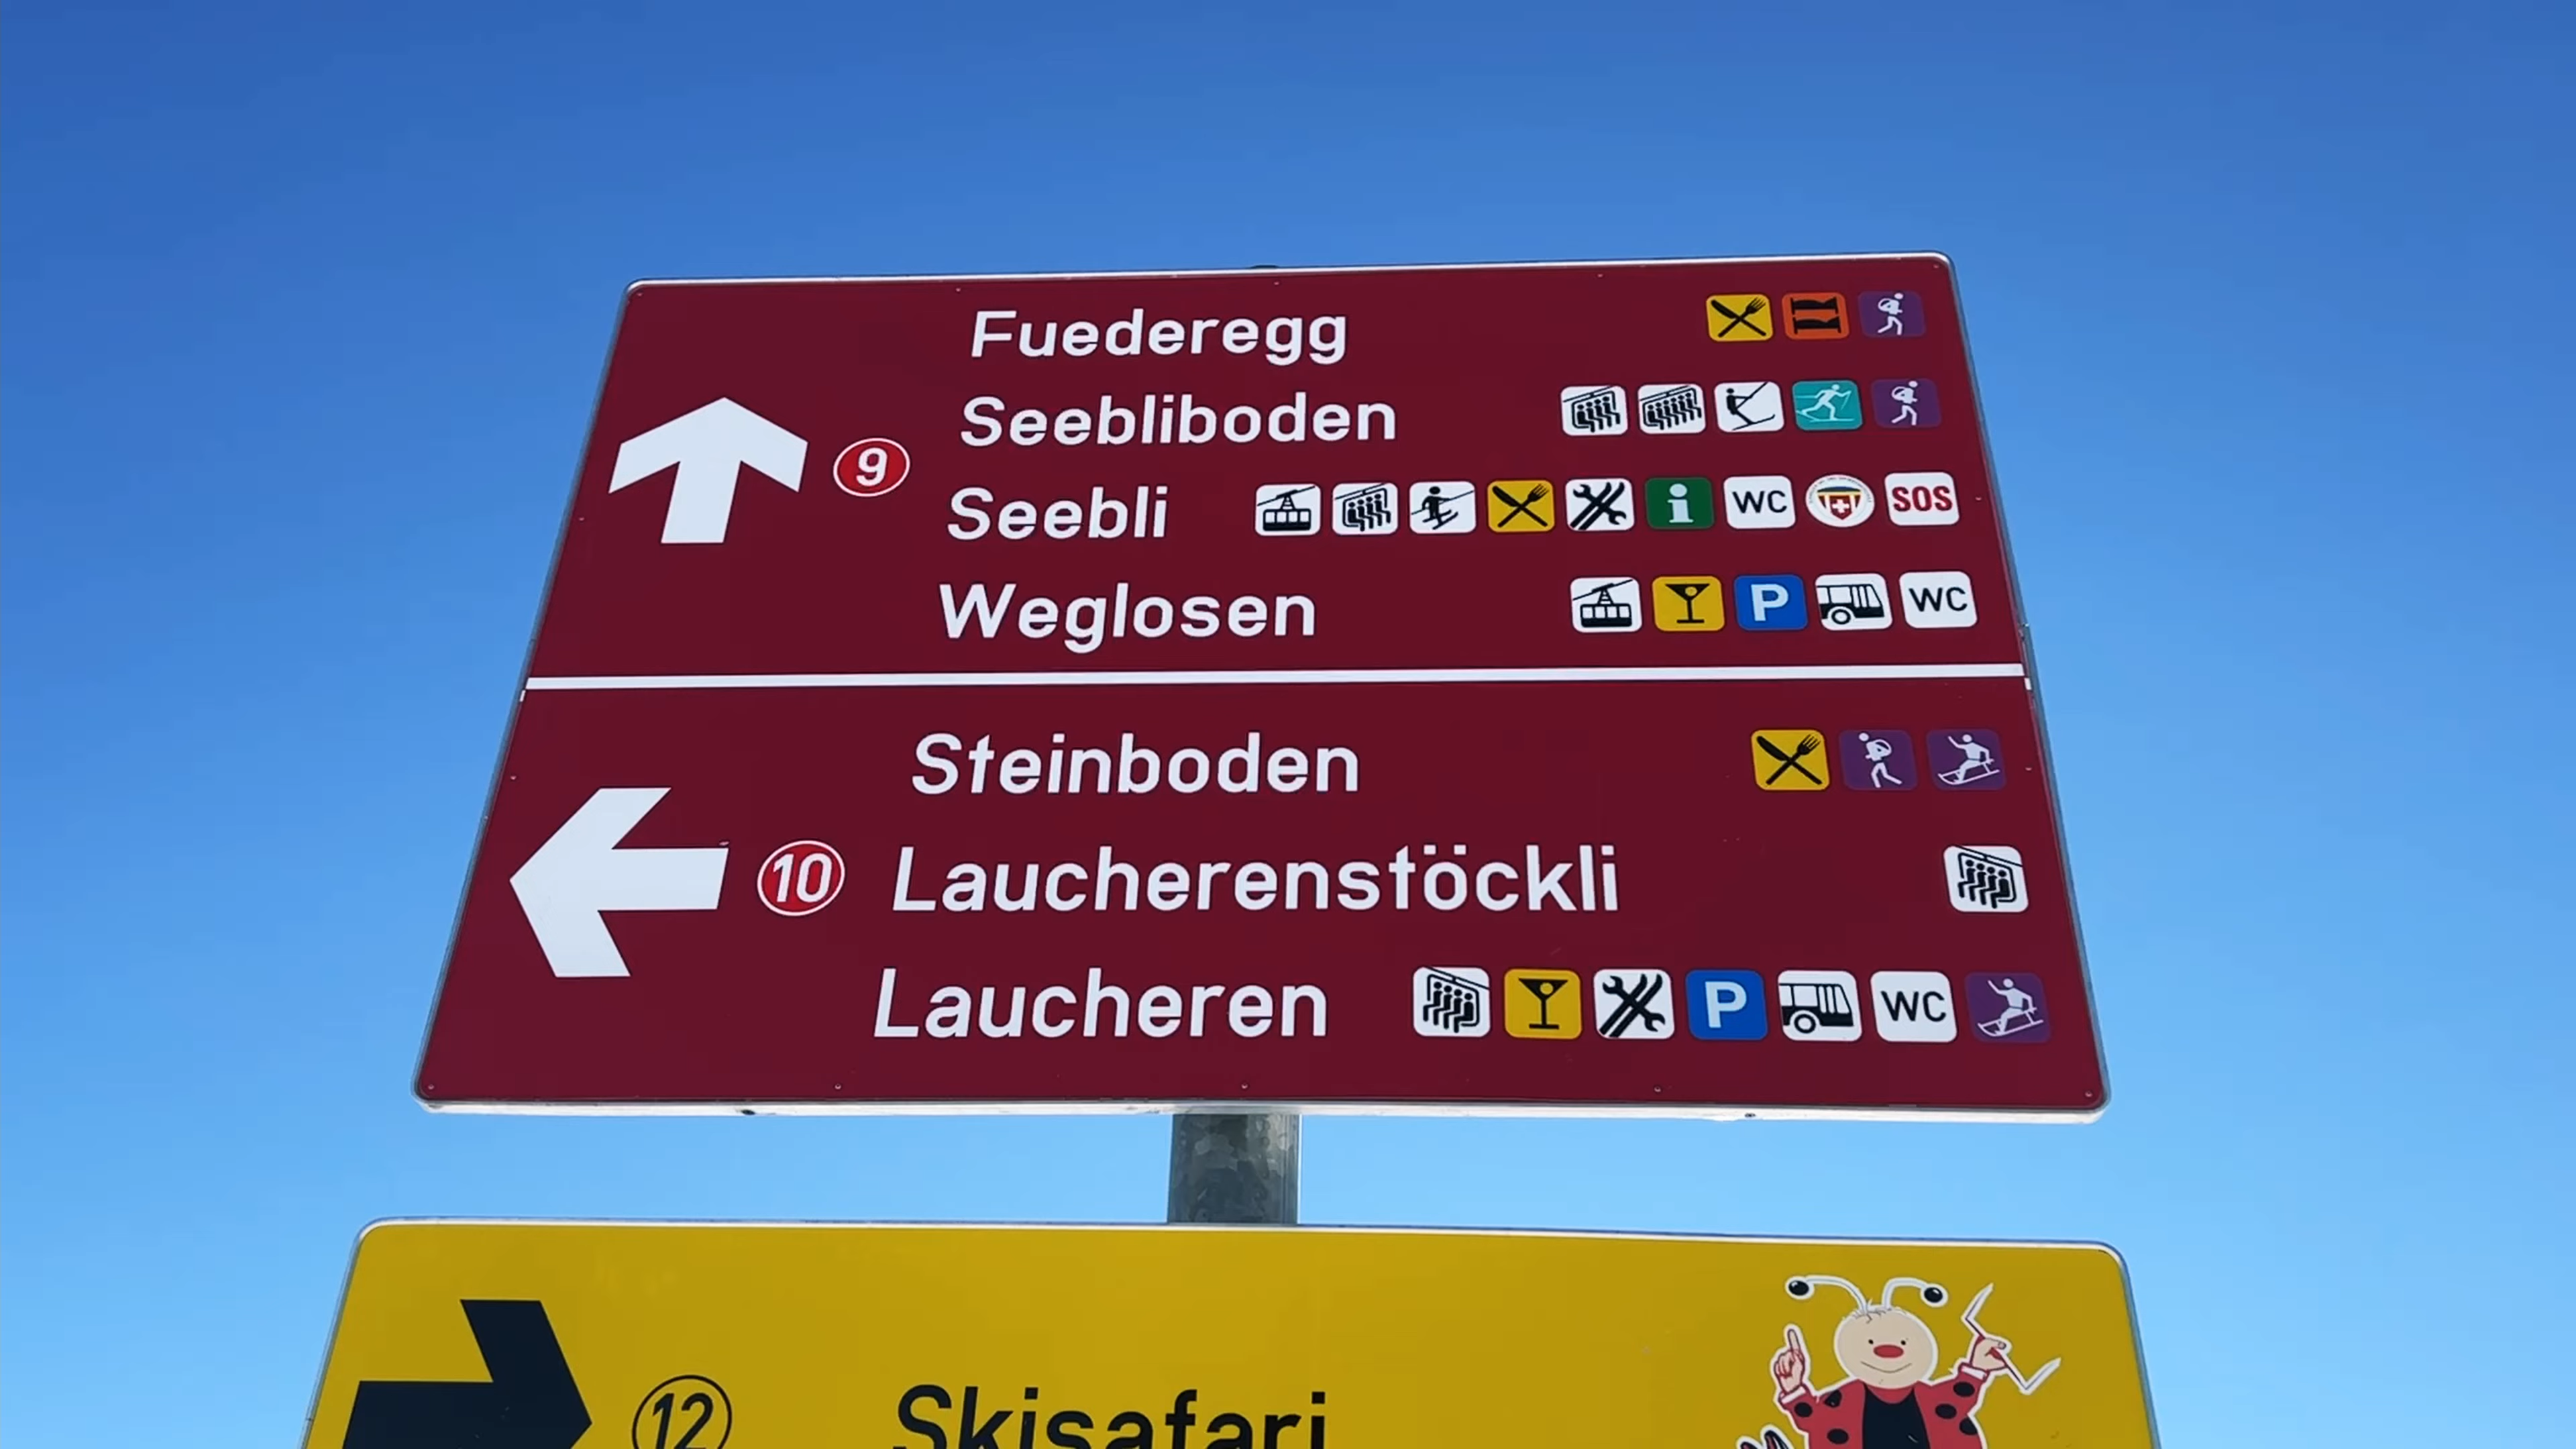 Fuederegg
Seebliboden
9
Seebli i WC SOS
Weglosen P WC
Steinboden
10 Laucherenstöckli
Laucheren P WC
12 Skisafari